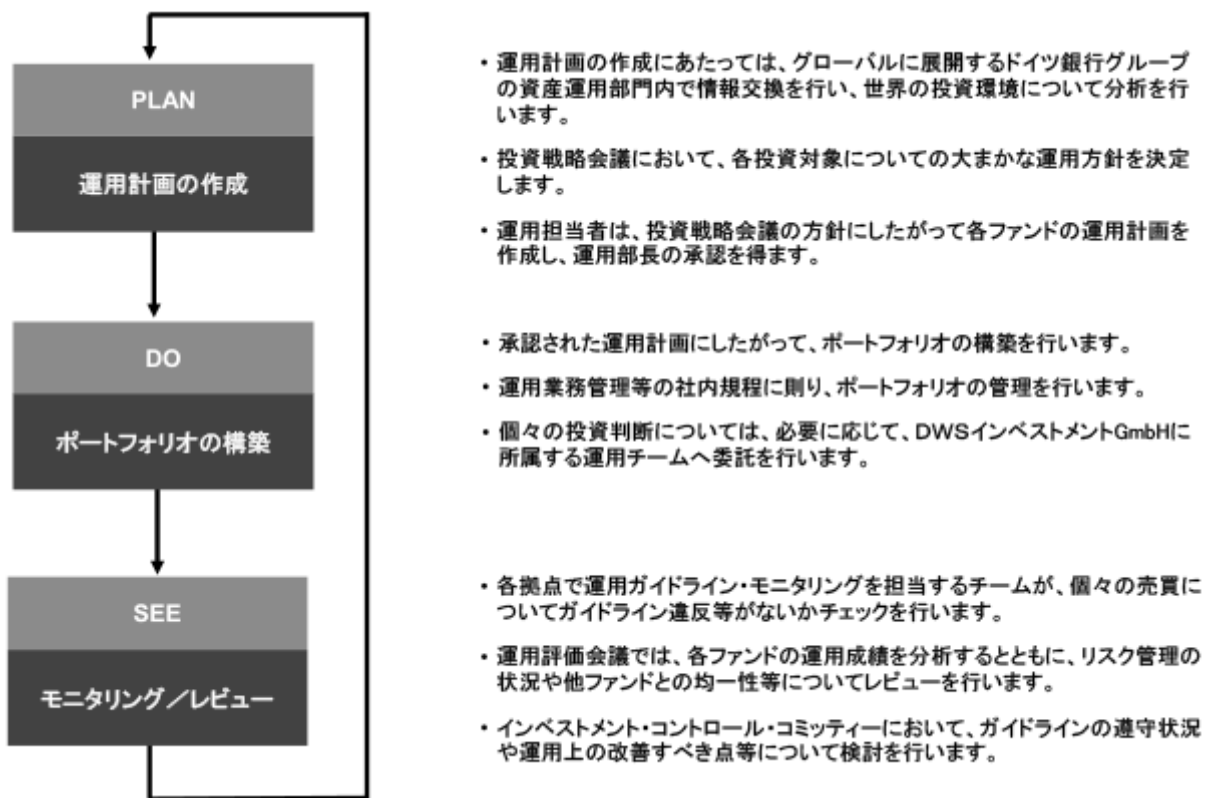 PLAN
運用計画の作成
・運用計画の作成にあたっては、グローバルに展開するドイツ銀行グループ
の資産運用部門内で情報交換を行い、世界の投資環境について分析を行
います。
・投資戦略会議において、各投資対象についての大まかな運用方針を決定
します。
・運用担当者は、投資戦略会議の方針にしたがって各ファンドの運用計画を
作成し、運用部長の承認を得ます。
DO
ポートフォリオの構築
・承認された運用計画にしたがって、ポートフォリオの構築を行います。
・運用業務管理等の社内規程に則り、ポートフォリオの管理を行います。
・個々の投資判断については、必要に応じて、DWSインベストメントGmbHに
所属する運用チームへ委託を行います。
SEE
モニタリング／レビュー
・各拠点で運用ガイドライン・モニタリングを担当するチームが、個々の売買に
ついてガイドライン違反等がないかチェックを行います。
・運用評価会議では、各ファンドの運用成績を分析するとともに、リスク管理の
状況や他ファンドとの均一性等についてレビューを行います。
・インベストメント・コントロール・コミッティーにおいて、ガイドラインの遵守状況
や運用上の改善すべき点等について検討を行います。